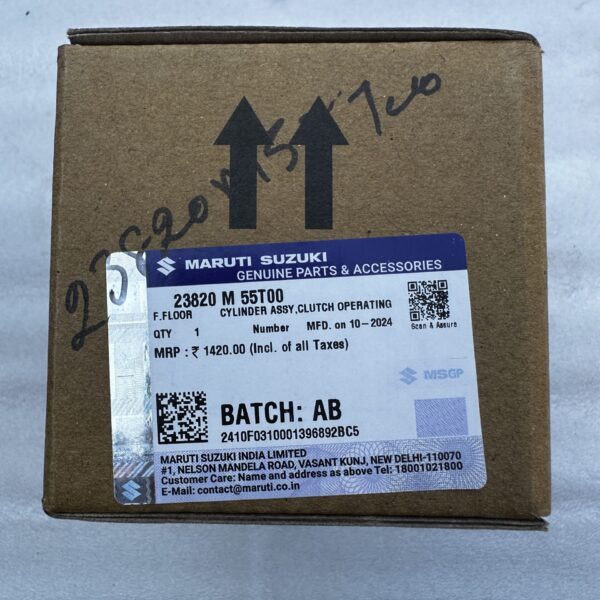 23820M55T00
MARUTI SUZUKI
GENUINE PARTS & ACCESSORIES
23820 M 55T00
F.FLOOR CYLINDER ASSY,CLUTCH OPERATING
QTY 1 Number MFD. on 10-2024
Scan & Assure
MRP : ₹ 1420.00 (Incl. of all Taxes)
MSGP
BATCH: AB
2410F0310001396892BC5
MARUTI SUZUKI INDIA LIMITED
#1, NELSON MANDELA ROAD, VASANT KUNJ, NEW DELHI-110070
Customer Care: Name and address as above Tel: 18001021800
E-Mail: contact@maruti.co.in